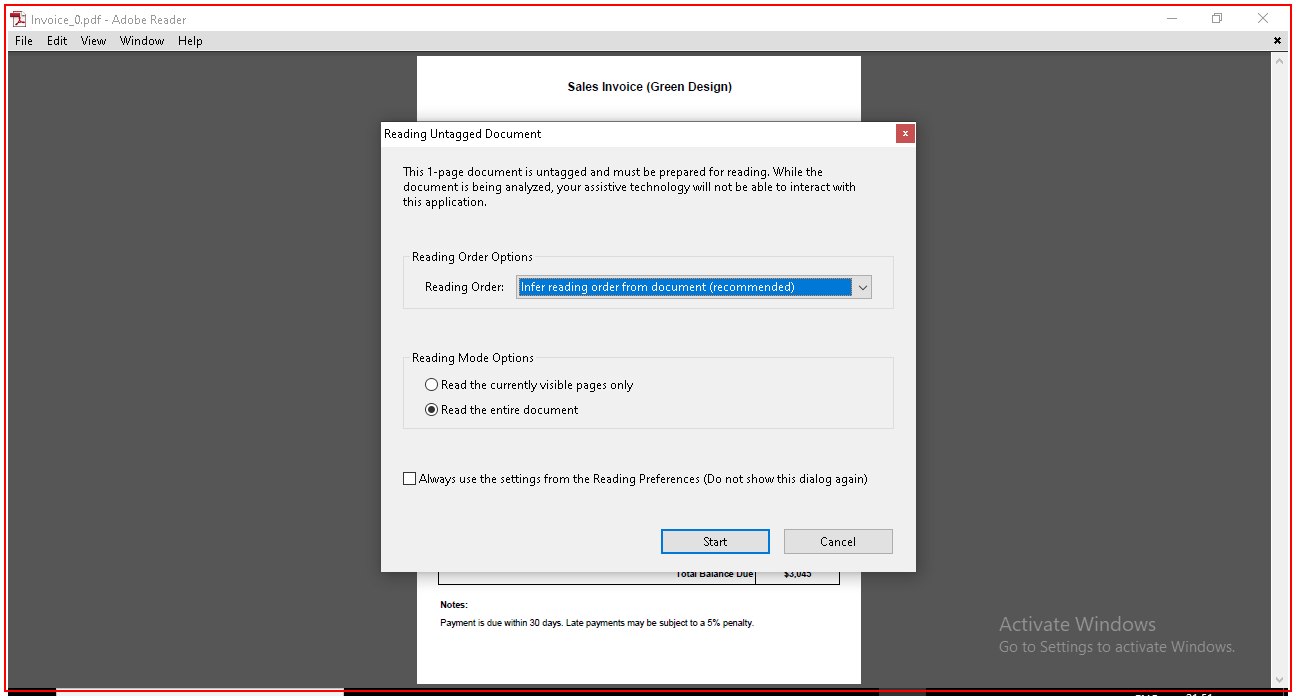 Invoice_0.pdf - Adobe Reader
File Edit View Window Help
Sales Invoice (Green Design)
Reading Untagged Document
This 1-page document is untagged and must be prepared for reading. While the
document is being analyzed, your assistive technology will not be able to interact with
this application.
Reading Order Options
Reading Order: Infer reading order from document (recommended)
Reading Mode Options
Read the currently visible pages only
Read the entire document
Always use the settings from the Reading Preferences (Do not show this dialog again)
Start Cancel
Total Balance Due $3,045
Notes:
Payment is due within 30 days. Late payments may be subject to a 5% penalty.
Activate Windows
Go to Settings to activate Windows.